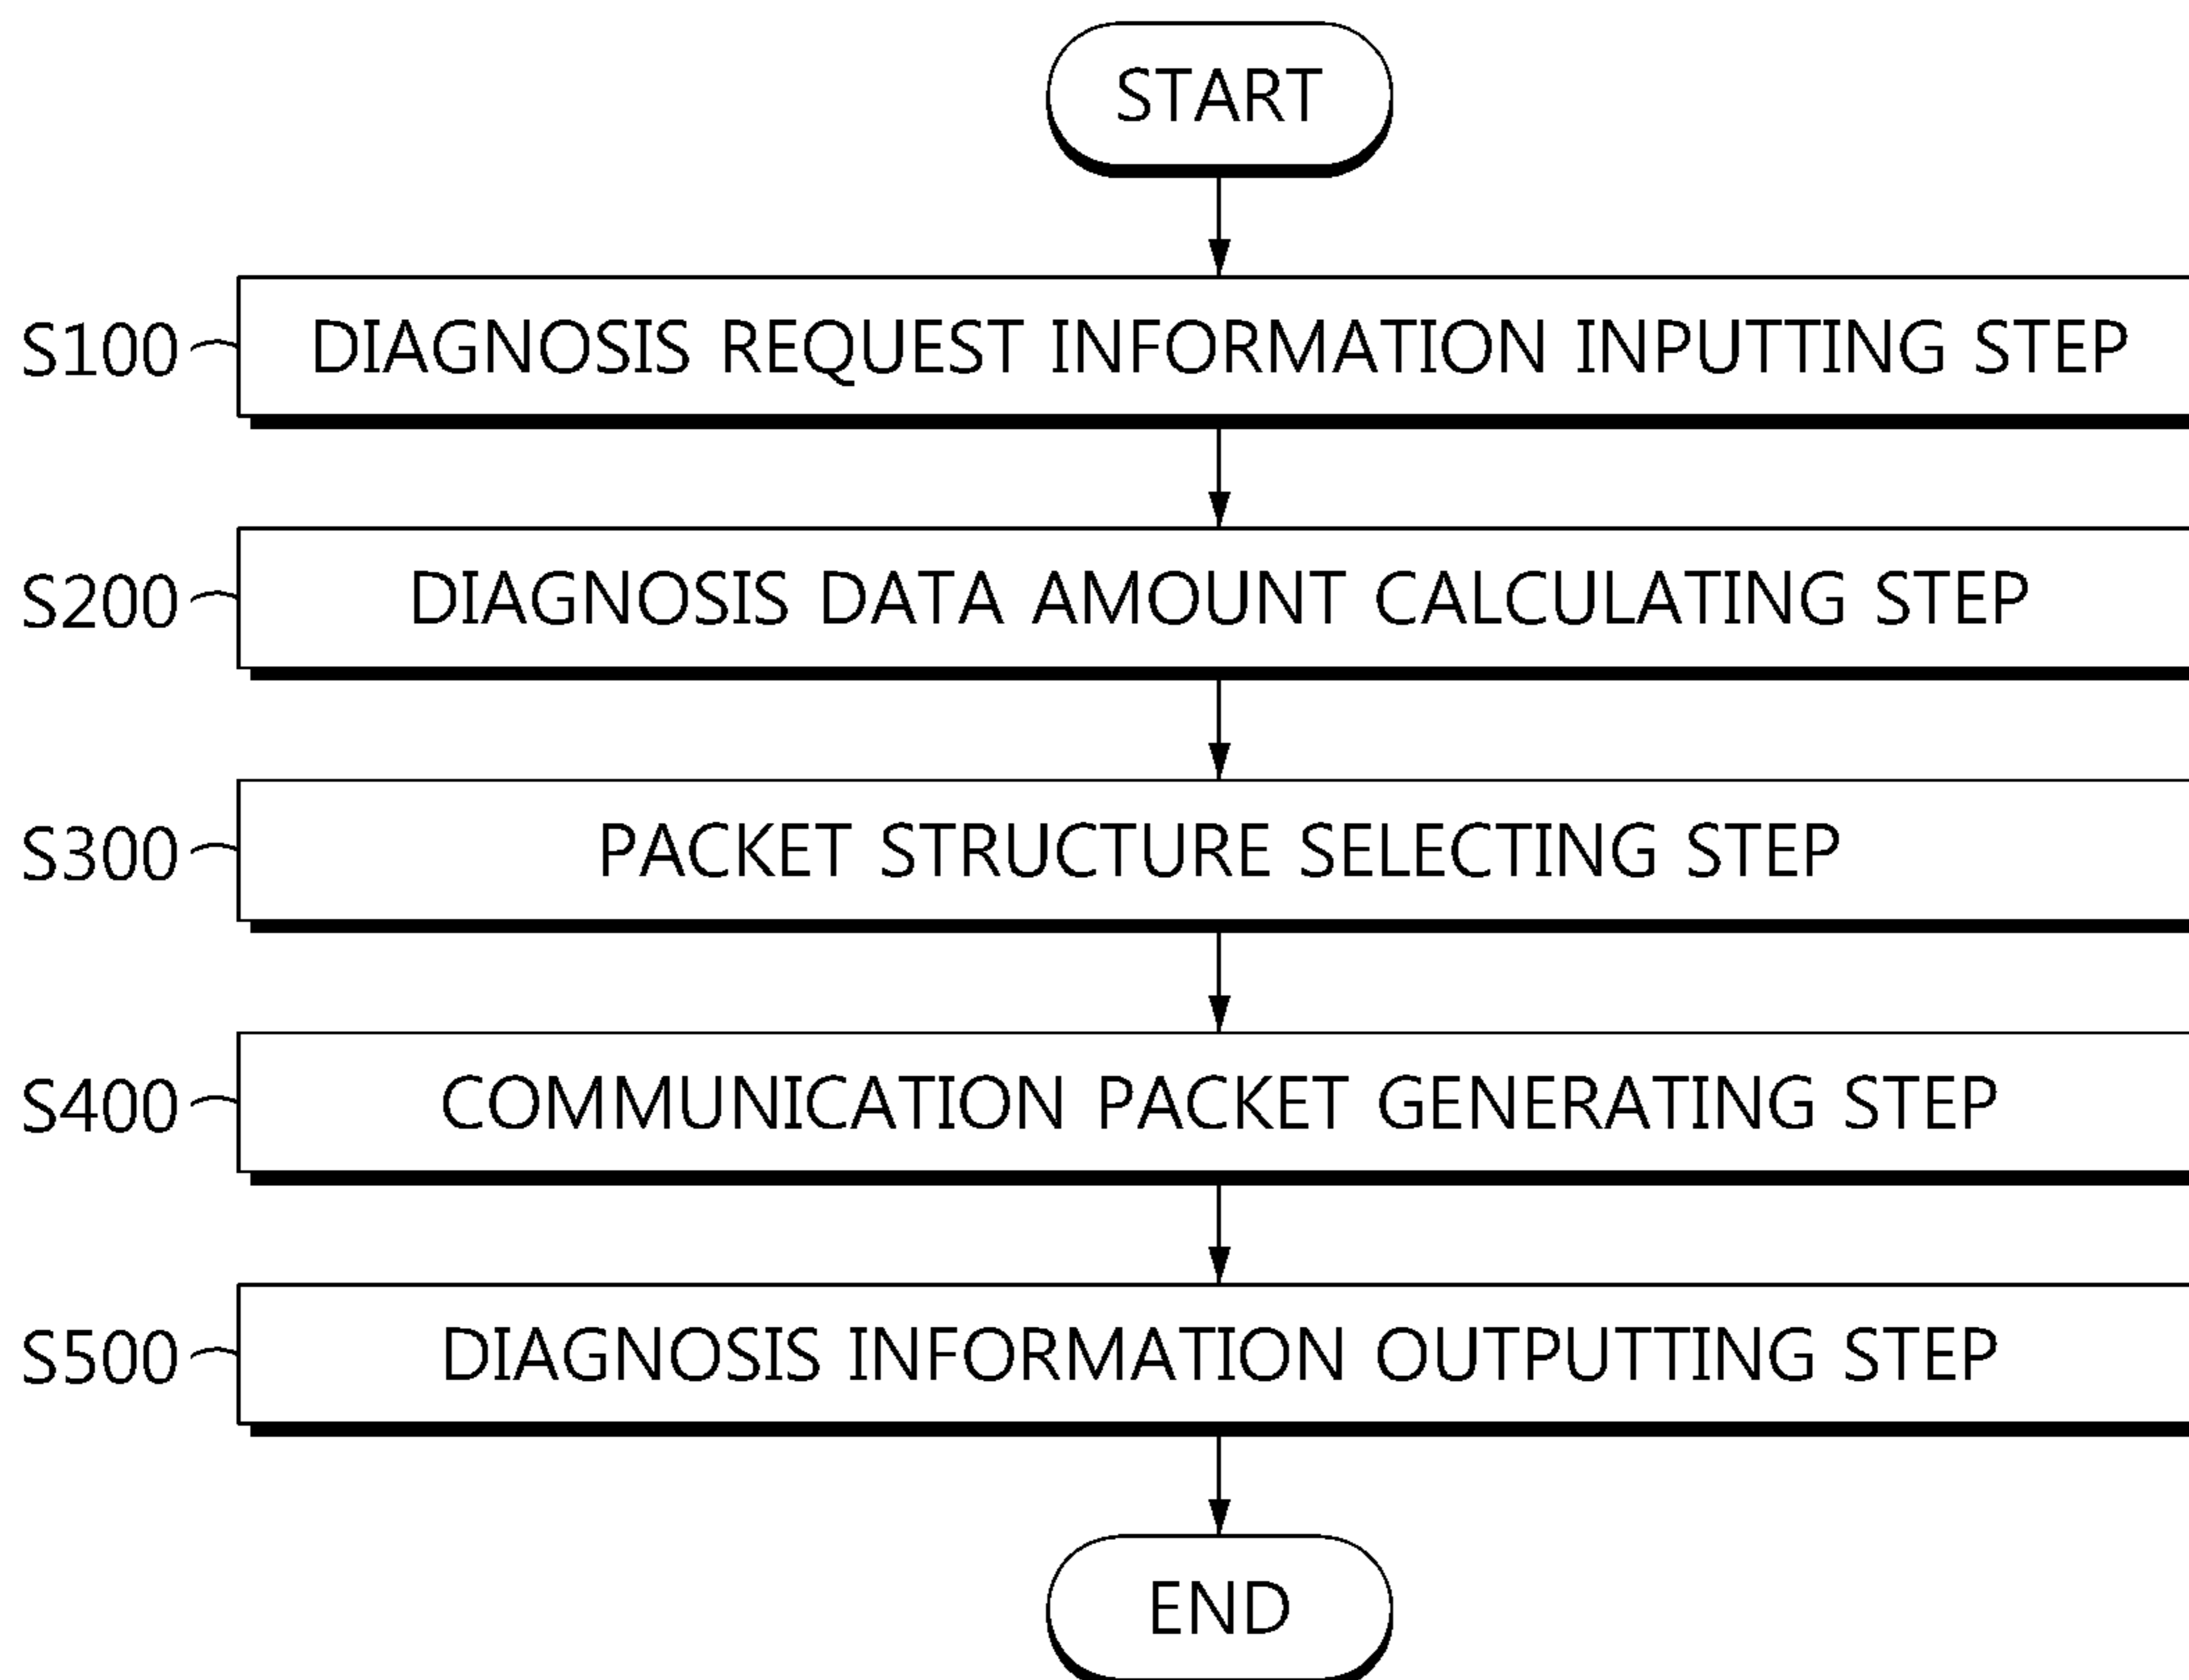 START
S100 DIAGNOSIS REQUEST INFORMATION INPUTTING STEP
S200 DIAGNOSIS DATA AMOUNT CALCULATING STEP
S300 PACKET STRUCTURE SELECTING STEP
S400 COMMUNICATION PACKET GENERATING STEP
S500 DIAGNOSIS INFORMATION OUTPUTTING STEP
END